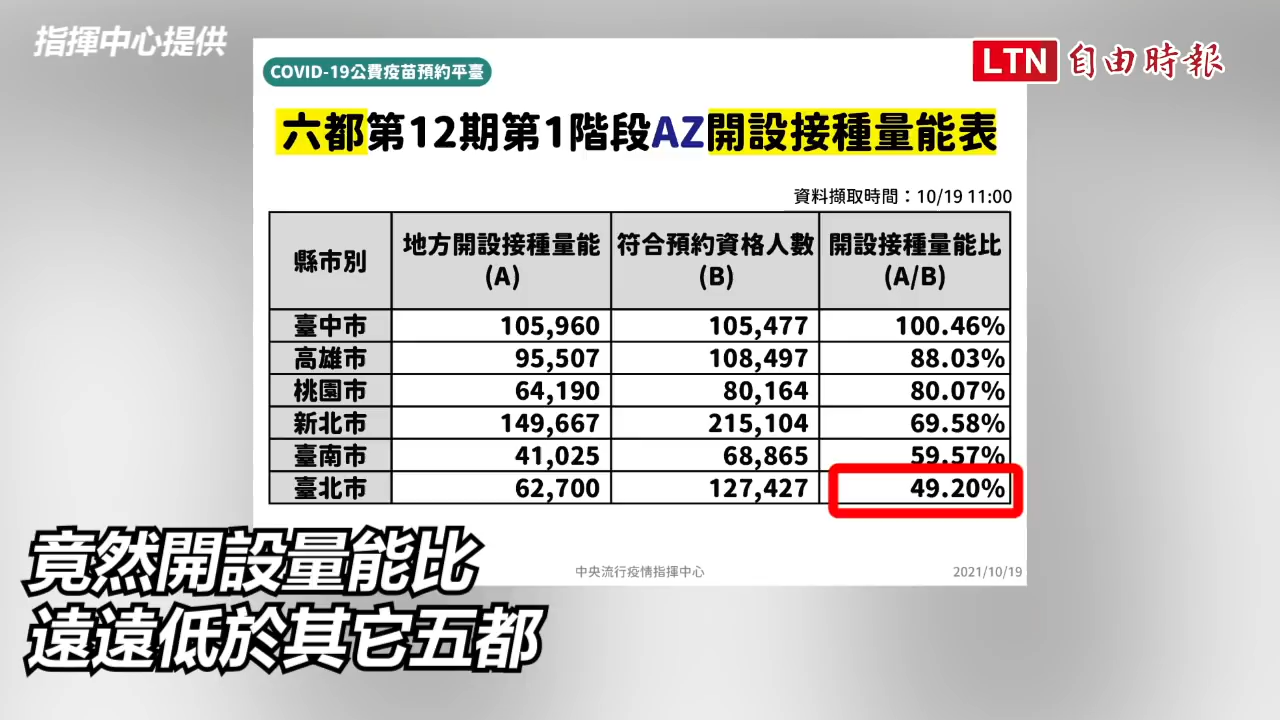 指揮中心提供
LTN 自由時報
COVID-19公費疫苗預約平臺
六都第12期第1階段AZ開設接種量能表
資料擷取時間：10/19 11:00
縣市別 地方開設接種量能 (A) 符合預約資格人數 (B) 開設接種量能比 (A/B)
臺中市 105,960 105,477 100.46%
高雄市 95,507 108,497 88.03%
桃園市 64,190 80,164 80.07%
新北市 149,667 215,104 69.58%
臺南市 41,025 68,865 59.57%
臺北市 62,700 127,427 49.20%
竟然開設量能比
遠遠低於其它五都
中央流行疫情指揮中心
2021/10/19